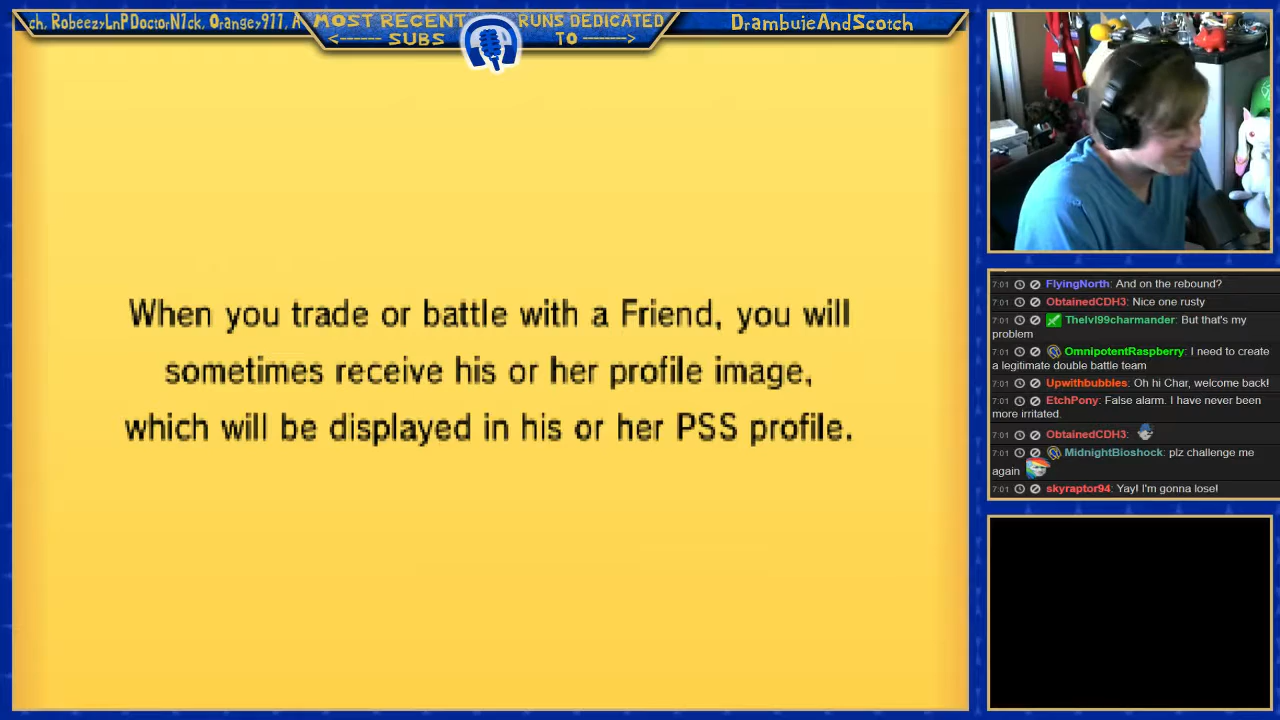 ch, RobeezyLnPDoctorN1ck, Orangey911, A
MOST RECENT
SUBS
<------
RUNS DEDICATED
TO ------->
DrambuieAndScotch
When you trade or battle with a Friend, you will
sometimes receive his or her profile image,
which will be displayed in his or her PSS profile.
7:01 FlyingNorth: And on the rebound?
7:01 ObtainedCDH3: Nice one rusty
7:01 Thelvl99charmander: But that's my
problem
7:01 OmnipotentRaspberry: I need to create
a legitimate double battle team
7:01 Upwithbubbles: Oh hi Char, welcome back!
7:01 EtchPony: False alarm. I have never been
more irritated.
7:01 ObtainedCDH3:
7:01 MidnightBioshock: plz challenge me
again
7:01 skyraptor94: Yay! I'm gonna lose!